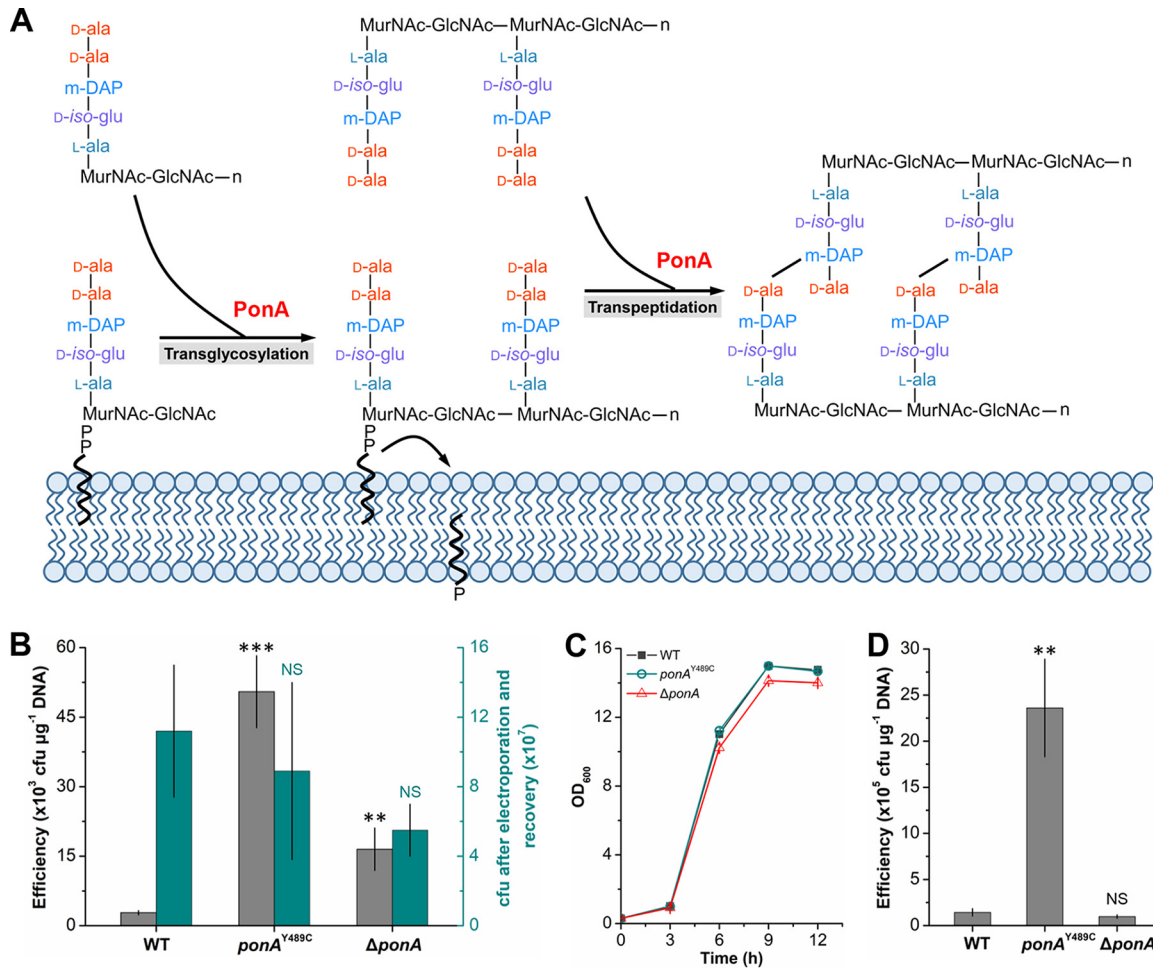 A
D-ala
D-ala
m-DAP
D-iso-glu
L-ala
MurNAc-GlcNAc—n
MurNAc-GlcNAc—MurNAc-GlcNAc—n
L-ala L-ala
D-iso-glu D-iso-glu
m-DAP m-DAP
D-ala D-ala
D-ala D-ala
D-ala
D-ala
m-DAP
D-iso-glu
L-ala
MurNAc-GlcNAc
P
P
PonA
Transglycosylation
D-ala D-ala
D-ala D-ala
m-DAP m-DAP
D-iso-glu D-iso-glu
L-ala L-ala
MurNAc-GlcNAc—MurNAc-GlcNAc—n
P
P
P
PonA
Transpeptidation
MurNAc-GlcNAc—MurNAc-GlcNAc—n
L-ala L-ala
D-iso-glu D-iso-glu
m-DAP m-DAP
D-ala D-ala D-ala D-ala
m-DAP m-DAP
D-iso-glu D-iso-glu
L-ala L-ala
MurNAc-GlcNAc—MurNAc-GlcNAc—n
B
Efficiency (x10³ cfu µg⁻¹ DNA)
60
45
30
15
0
***
NS
**
NS
16
12
8
4
0
cfu after electroporation and
recovery (x10⁷)
WT ponA^Y489C ΔponA
C
OD₆₀₀
16
12
8
4
0
WT
ponA^Y489C
ΔponA
0 3 6 9 12
Time (h)
D
Efficiency (x10⁵ cfu µg⁻¹ DNA)
30
25
20
15
10
5
0
**
NS
WT ponA^Y489C ΔponA